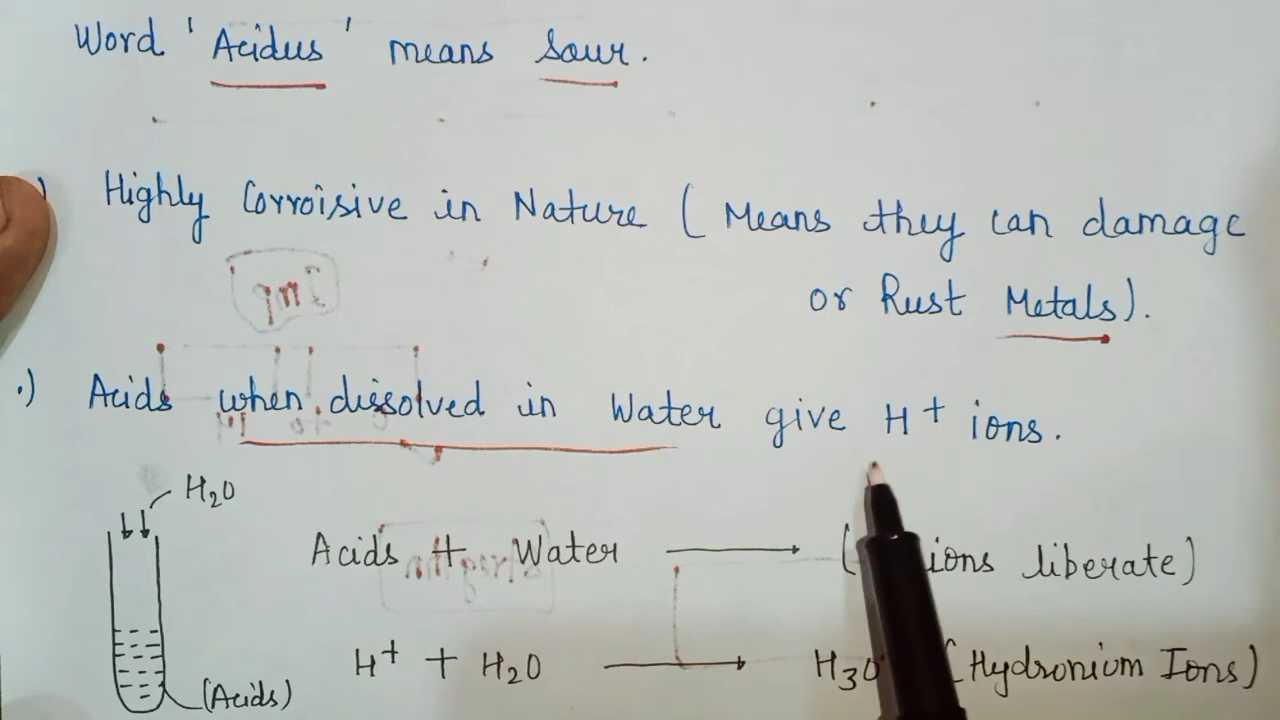 Word 'Acidus' means Sour.
Highly Corroisive in Nature (Means they can damage
or Rust Metals).
.) Acids when dissolved in Water give H+ ions.
H2O
Acids + Water ⟶ ( ions liberate)
H+ + H2O ⟶ H3O (Hydronium Ions)
(Acids)